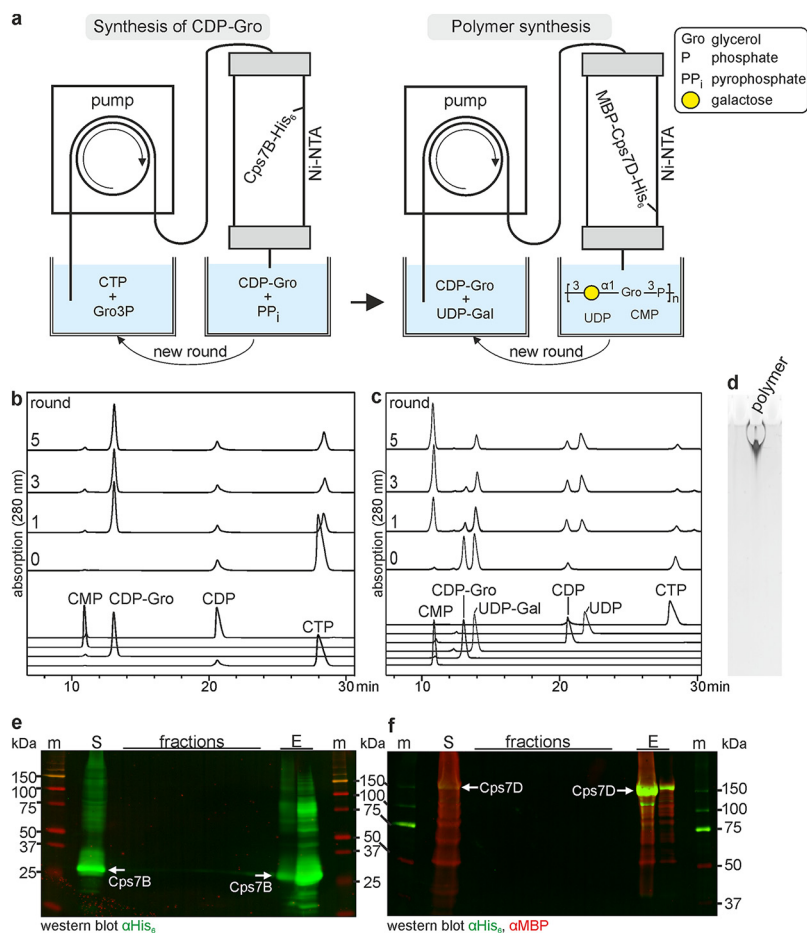 a
Synthesis of CDP-Gro
Polymer synthesis
Gro glycerol
P phosphate
PPi pyrophosphate
galactose
pump
Cps7B-His6
Ni-NTA
CTP
+
Gro3P
CDP-Gro
+
PPi
new round
pump
MBP-Cps7D-His6
Ni-NTA
CDP-Gro
+
UDP-Gal
[3 α1 Gro 3 P]n
UDP CMP
new round
b
round
5
3
1
0
absorption (280 nm)
CMP CDP-Gro CDP CTP
10 20 30 min
c
5
3
1
0
absorption (280 nm)
CMP CDP-Gro UDP-Gal CDP UDP CTP
10 20 30 min
d
polymer
e
kDa m S fractions E m kDa
150
100
75
50
37
25
Cps7B
Cps7B
150
100
75
50
37
25
western blot αHis6
f
kDa m S fractions E m kDa
150
100
75
50
37
Cps7D
Cps7D
150
100
75
50
37
western blot αHis6, αMBP